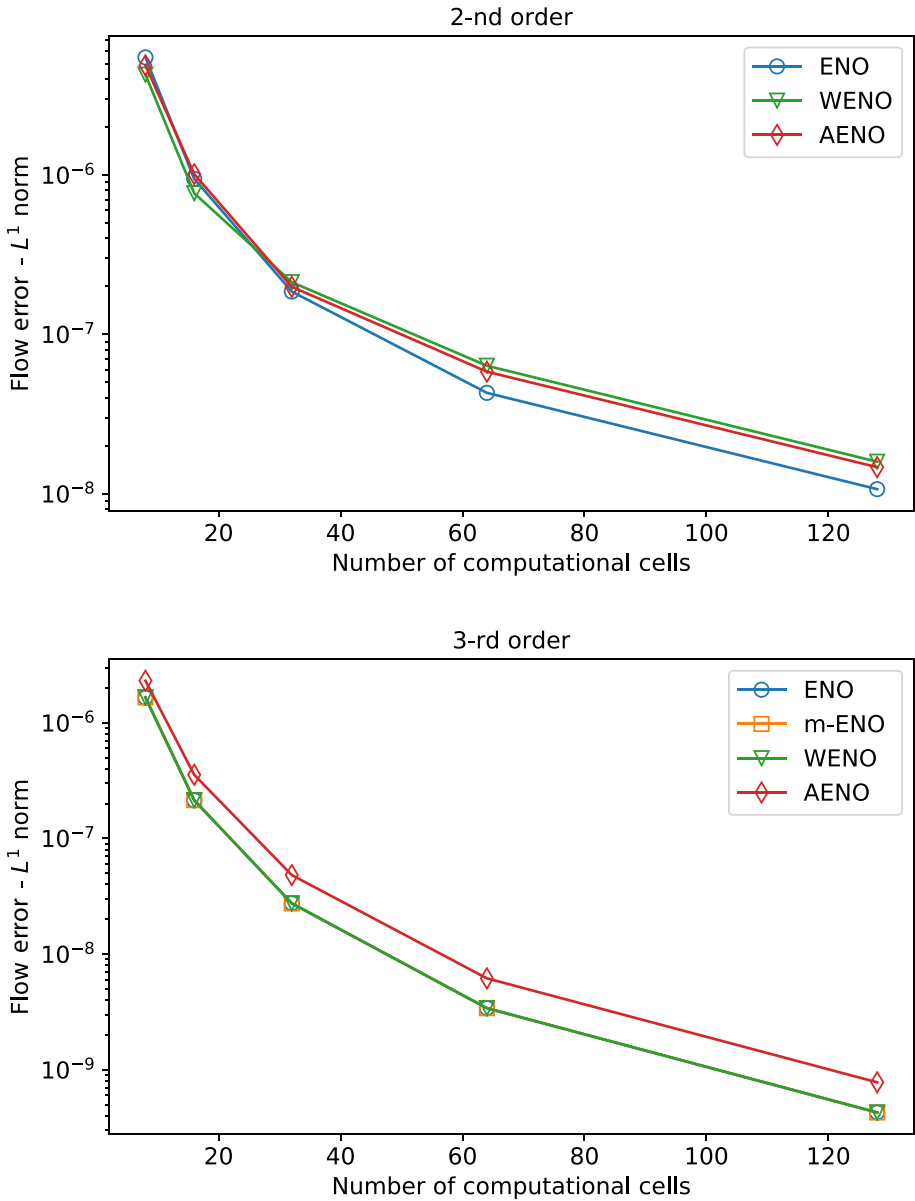 2-nd order
ENO
WENO
AENO
Flow error - L¹ norm
10⁻⁶
10⁻⁷
10⁻⁸
20 40 60 80 100 120
Number of computational cells
3-rd order
ENO
m-ENO
WENO
AENO
Flow error - L¹ norm
10⁻⁶
10⁻⁷
10⁻⁸
10⁻⁹
20 40 60 80 100 120
Number of computational cells